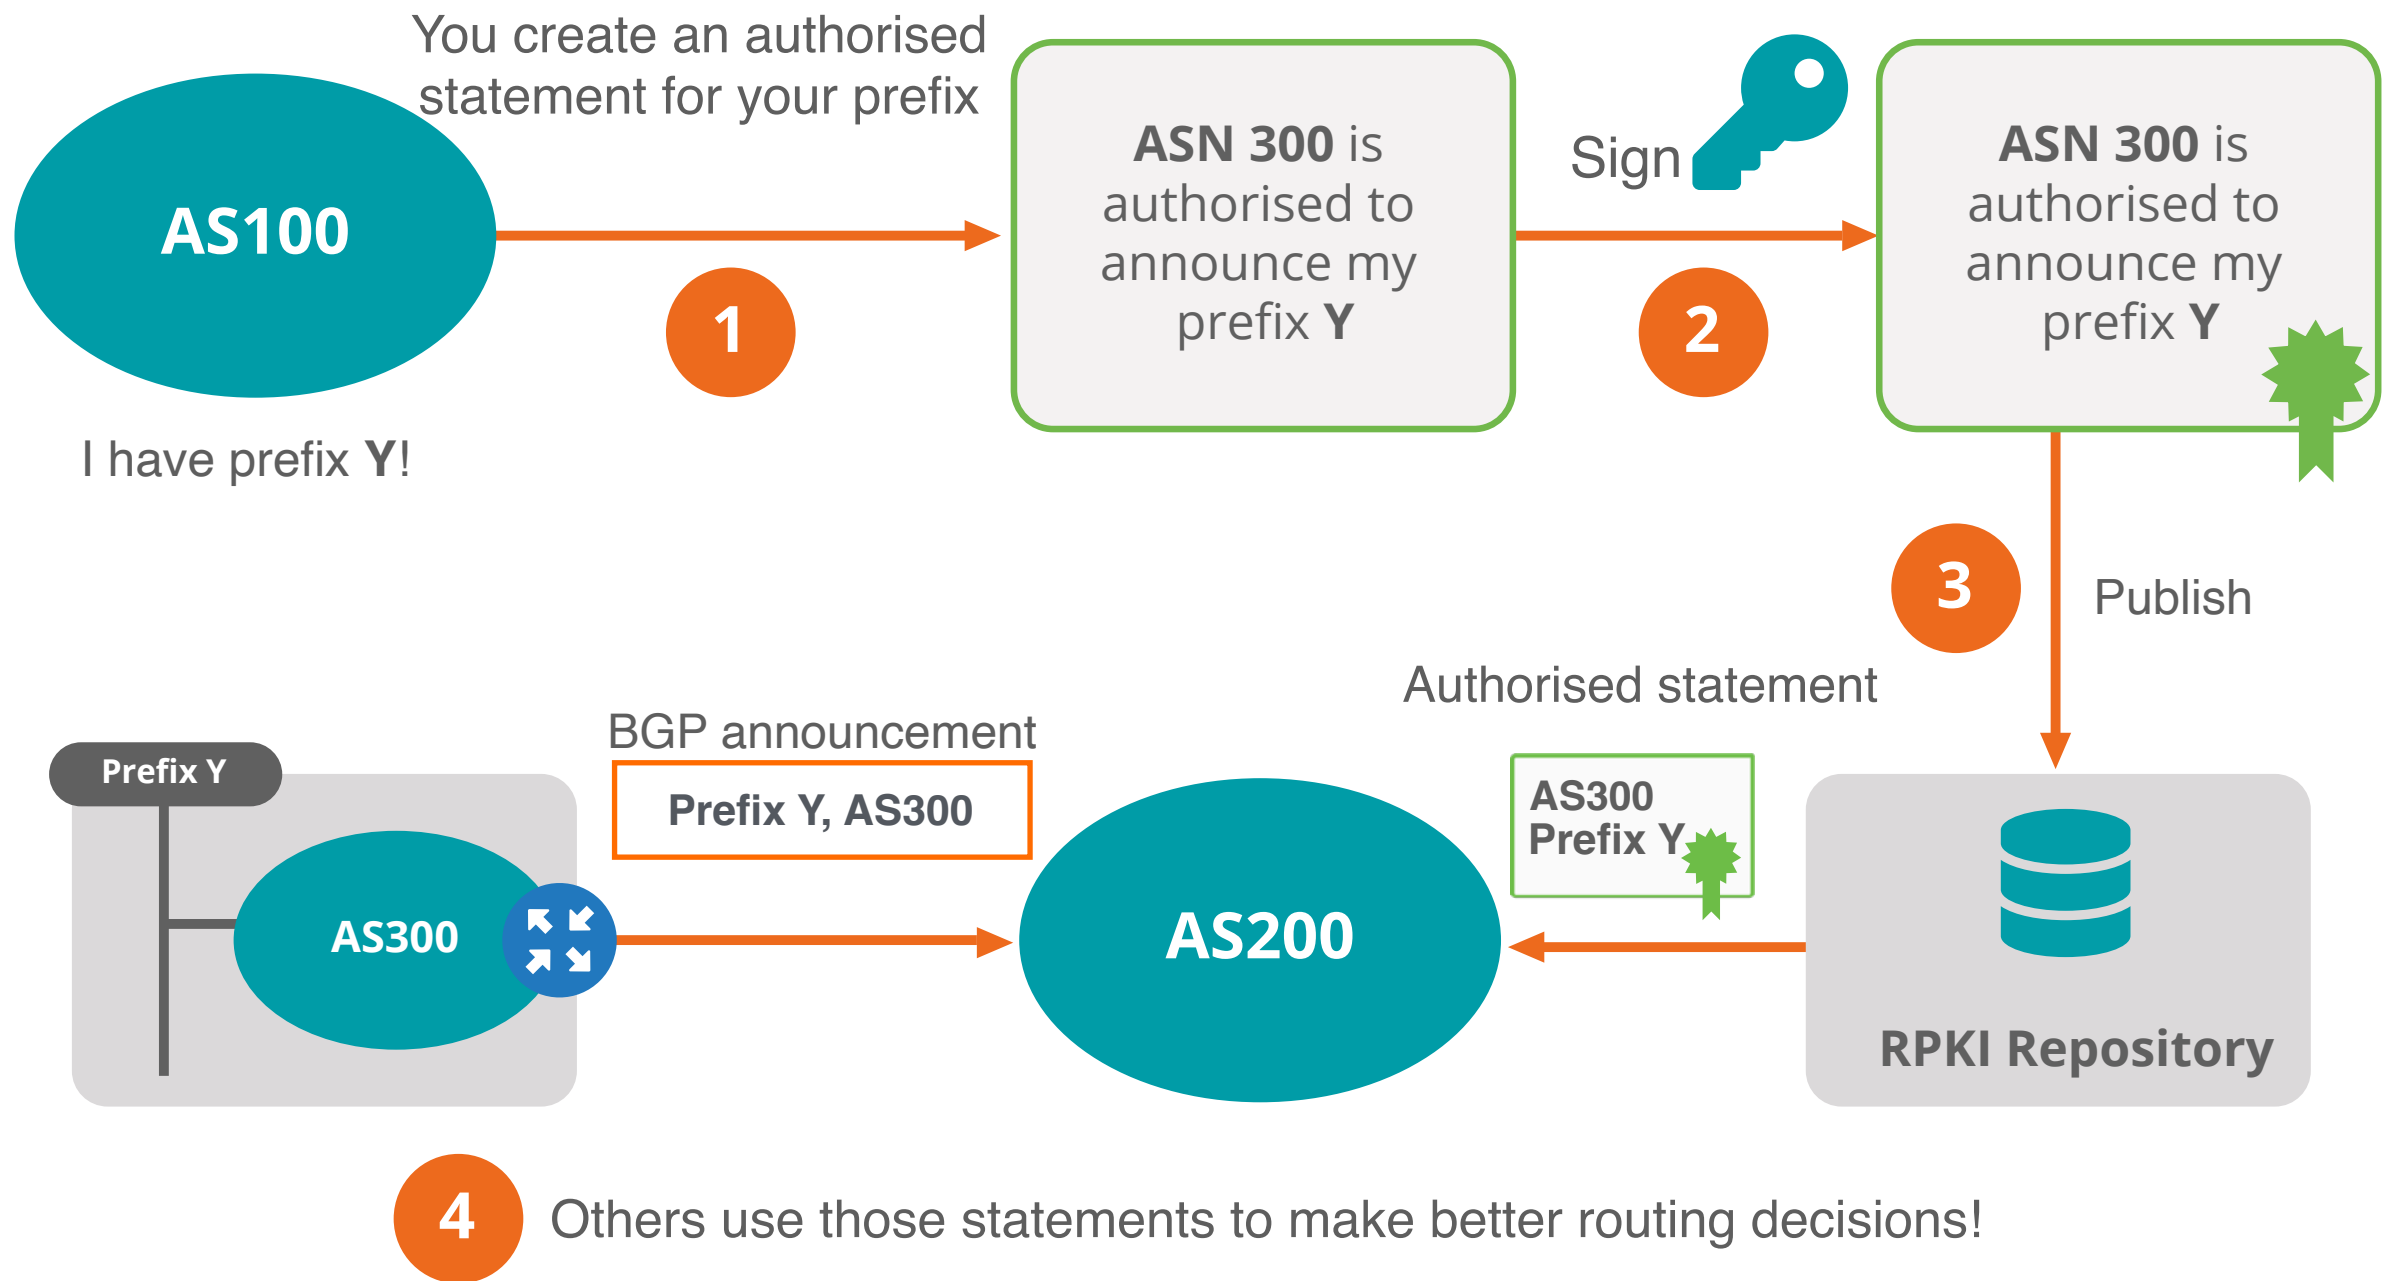 You create an authorised
statement for your prefix
AS100
I have prefix Y!
1
ASN 300 is
authorised to
announce my
prefix Y
Sign
2
ASN 300 is
authorised to
announce my
prefix Y
3
Publish
Prefix Y
AS300
BGP announcement
Prefix Y, AS300
AS200
Authorised statement
AS300
Prefix Y
RPKI Repository
4
Others use those statements to make better routing decisions!